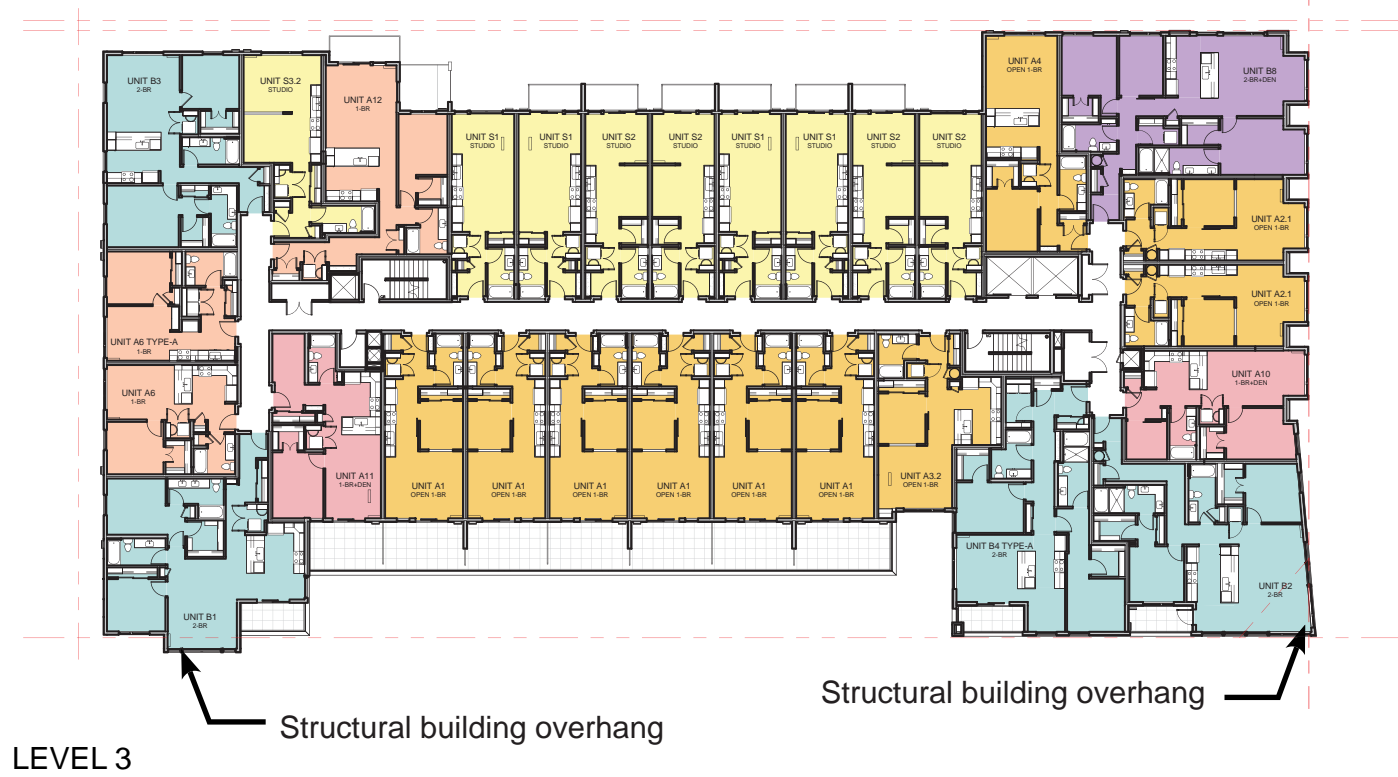 UNIT B3
2-BR
UNIT S3.2
STUDIO
UNIT A12
1-BR
UNIT S1
STUDIO
UNIT S1
STUDIO
UNIT S2
STUDIO
UNIT S2
STUDIO
UNIT S1
STUDIO
UNIT S1
STUDIO
UNIT S2
STUDIO
UNIT S2
STUDIO
UNIT A4
OPEN 1-BR
UNIT B8
2-BR+DEN
UNIT A2.1
OPEN 1-BR
UNIT A2.1
OPEN 1-BR
UNIT A6 TYPE-A
1-BR
UNIT A6
1-BR
UNIT A10
1-BR+DEN
UNIT A11
1-BR+DEN
UNIT A1
OPEN 1-BR
UNIT A1
OPEN 1-BR
UNIT A1
OPEN 1-BR
UNIT A1
OPEN 1-BR
UNIT A1
OPEN 1-BR
UNIT A1
OPEN 1-BR
UNIT A3.2
OPEN 1-BR
UNIT B4 TYPE-A
2-BR
UNIT B2
2-BR
UNIT B1
2-BR
Structural building overhang
Structural building overhang
LEVEL 3